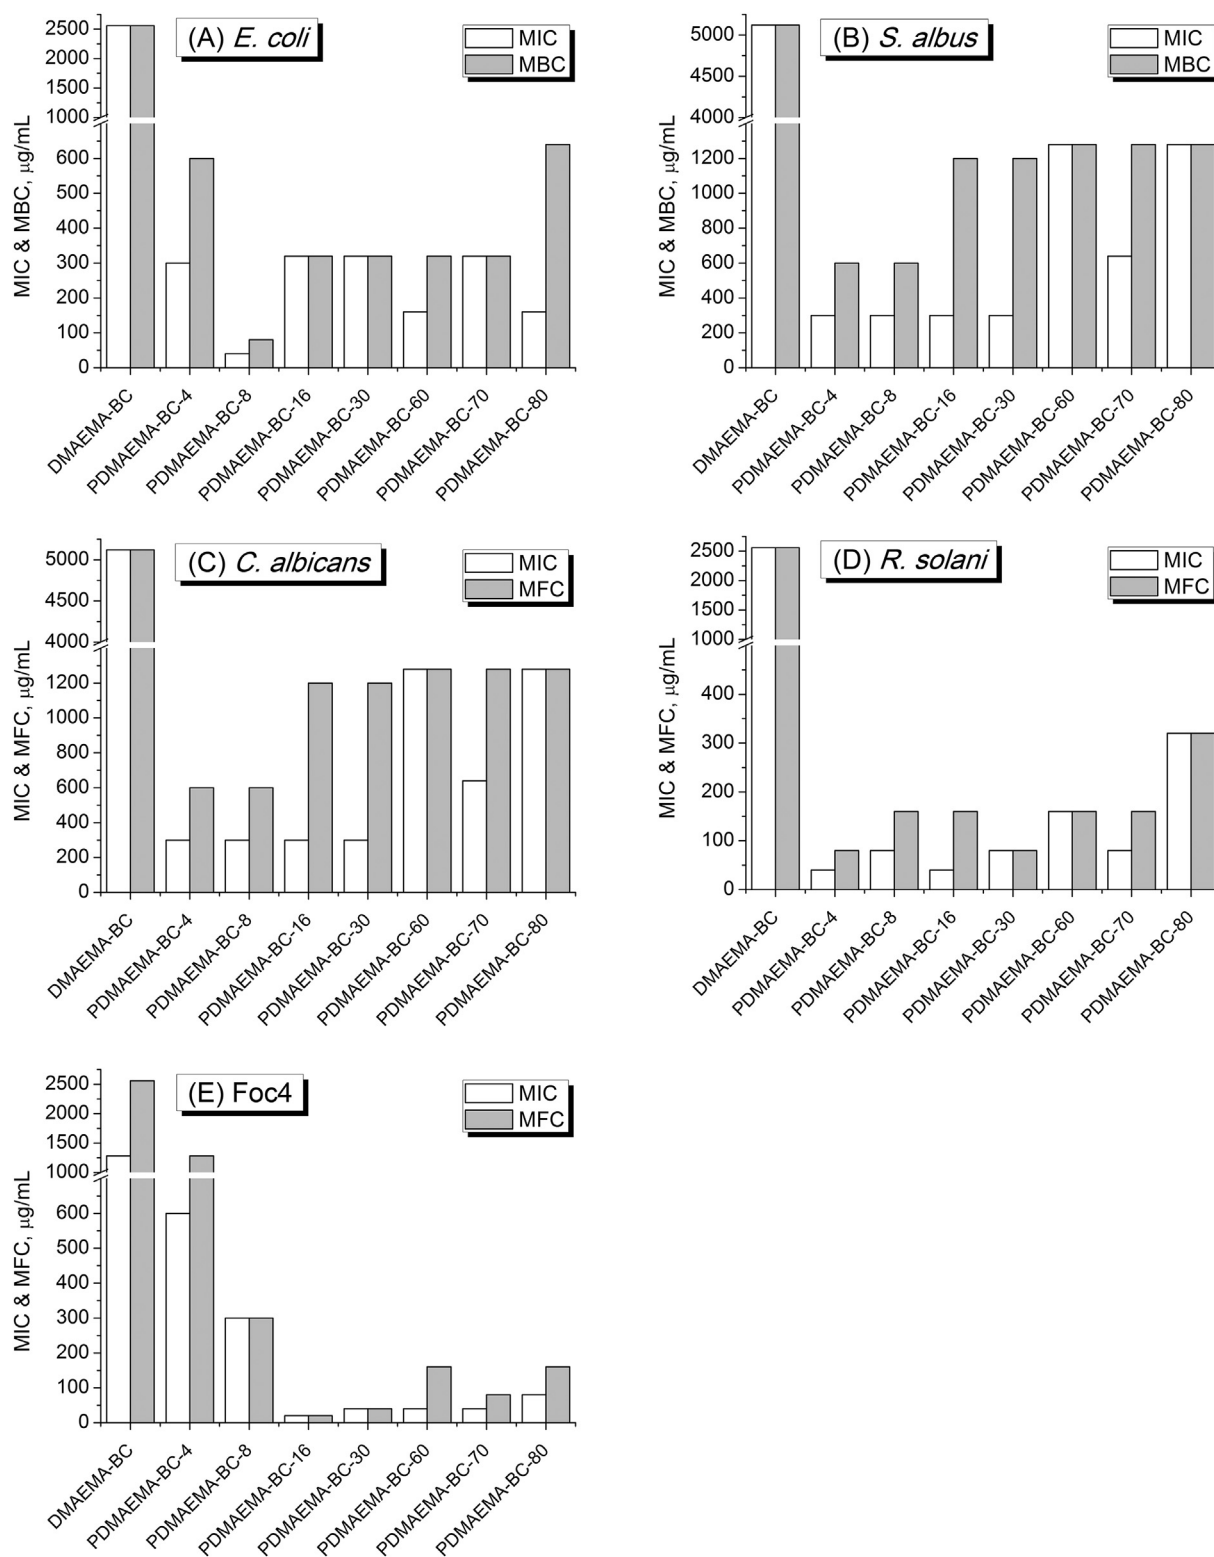 (A) E. coli
MIC
MBC
MIC & MBC, μg/mL
2500
2000
1500
1000
600
500
400
300
200
100
0
DMAEMA-BC
PDMAEMA-BC-4
PDMAEMA-BC-8
PDMAEMA-BC-16
PDMAEMA-BC-30
PDMAEMA-BC-60
PDMAEMA-BC-70
PDMAEMA-BC-80
(B) S. albus
MIC
MBC
MIC & MBC, μg/mL
5000
4500
4000
1200
1000
800
600
400
200
0
DMAEMA-BC
PDMAEMA-BC-4
PDMAEMA-BC-8
PDMAEMA-BC-16
PDMAEMA-BC-30
PDMAEMA-BC-60
PDMAEMA-BC-70
PDMAEMA-BC-80
(C) C. albicans
MIC
MFC
MIC & MFC, μg/mL
5000
4500
4000
1200
1000
800
600
400
200
0
DMAEMA-BC
PDMAEMA-BC-4
PDMAEMA-BC-8
PDMAEMA-BC-16
PDMAEMA-BC-30
PDMAEMA-BC-60
PDMAEMA-BC-70
PDMAEMA-BC-80
(D) R. solani
MIC
MFC
MIC & MFC, μg/mL
2500
2000
1500
1000
400
300
200
100
0
DMAEMA-BC
PDMAEMA-BC-4
PDMAEMA-BC-8
PDMAEMA-BC-16
PDMAEMA-BC-30
PDMAEMA-BC-60
PDMAEMA-BC-70
PDMAEMA-BC-80
(E) Foc4
MIC
MFC
MIC & MFC, μg/mL
2500
2000
1500
1000
600
500
400
300
200
100
0
DMAEMA-BC
PDMAEMA-BC-4
PDMAEMA-BC-8
PDMAEMA-BC-16
PDMAEMA-BC-30
PDMAEMA-BC-60
PDMAEMA-BC-70
PDMAEMA-BC-80